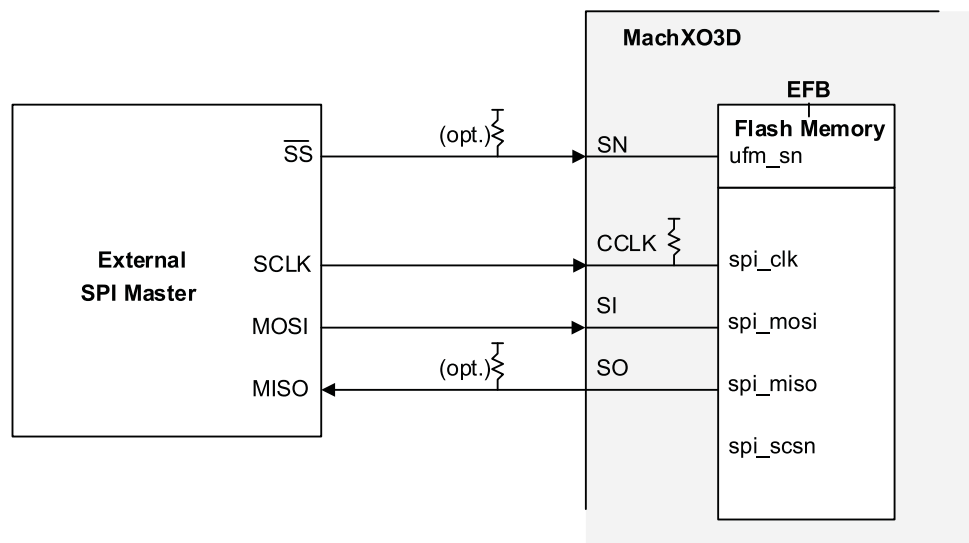 MachXO3D
EFB
Flash Memory
(opt.)
SS
SN
ufm_sn
CCLK
External
SPI Master
SCLK
spi_clk
SI
MOSI
spi_mosi
(opt.)
SO
MISO
spi_miso
spi_scsn